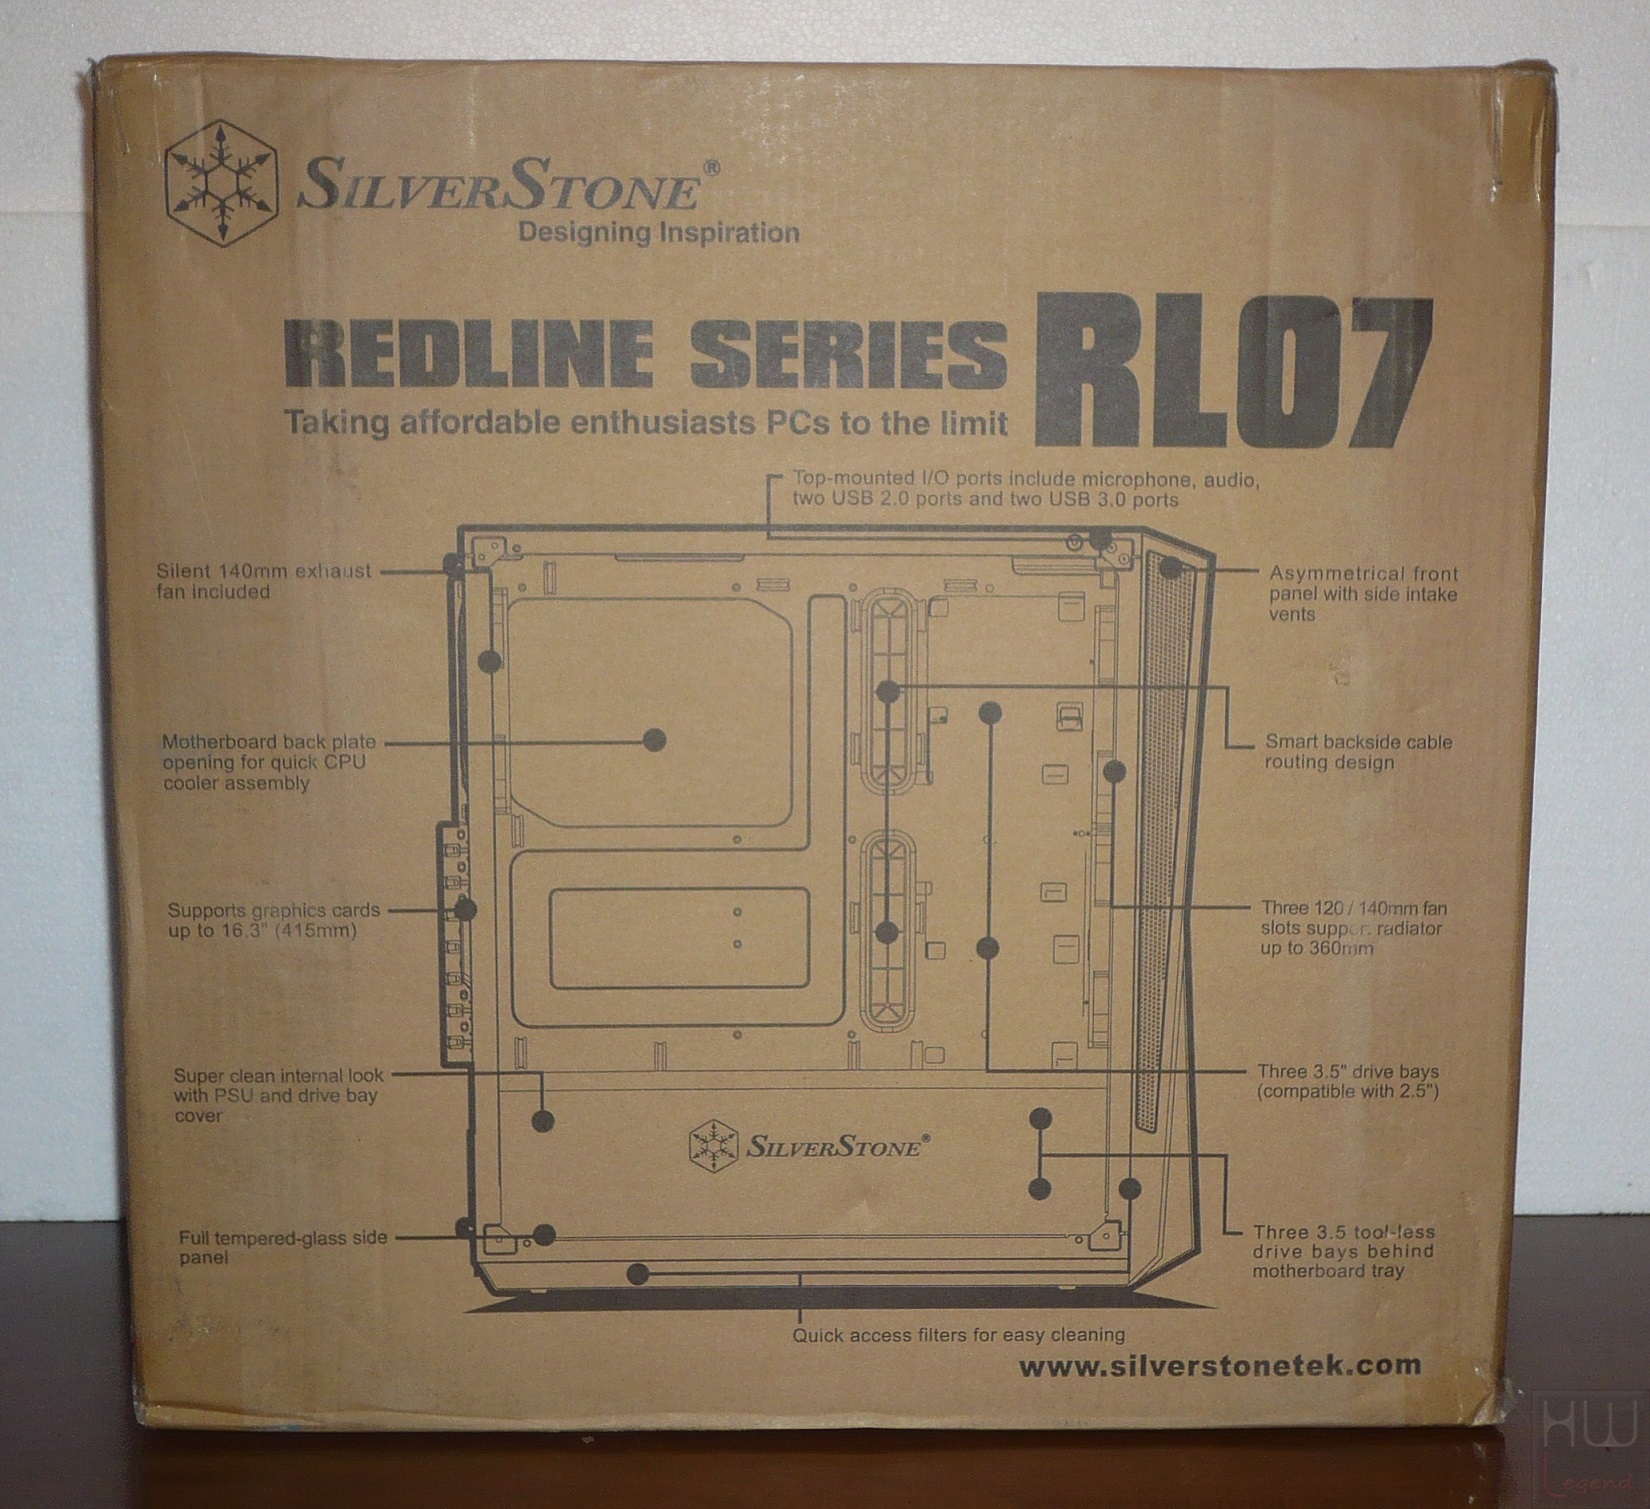 SILVERSTONE®
Designing Inspiration
REDLINE SERIES RL07
Taking affordable enthusiasts PCs to the limit
Top-mounted I/O ports include microphone, audio,
two USB 2.0 ports and two USB 3.0 ports
Silent 140mm exhaust
fan included
Asymmetrical front
panel with side intake
vents
Motherboard back plate
opening for quick CPU
cooler assembly
Smart backside cable
routing design
Supports graphics cards
up to 16.3" (415mm)
Three 120 / 140mm fan
slots support radiator
up to 360mm
Super clean internal look
with PSU and drive bay
cover
Three 3.5" drive bays
(compatible with 2.5")
SILVERSTONE®
Full tempered-glass side
panel
Three 3.5 tool-less
drive bays behind
motherboard tray
Quick access filters for easy cleaning
www.silverstonetek.com
HW
Legend